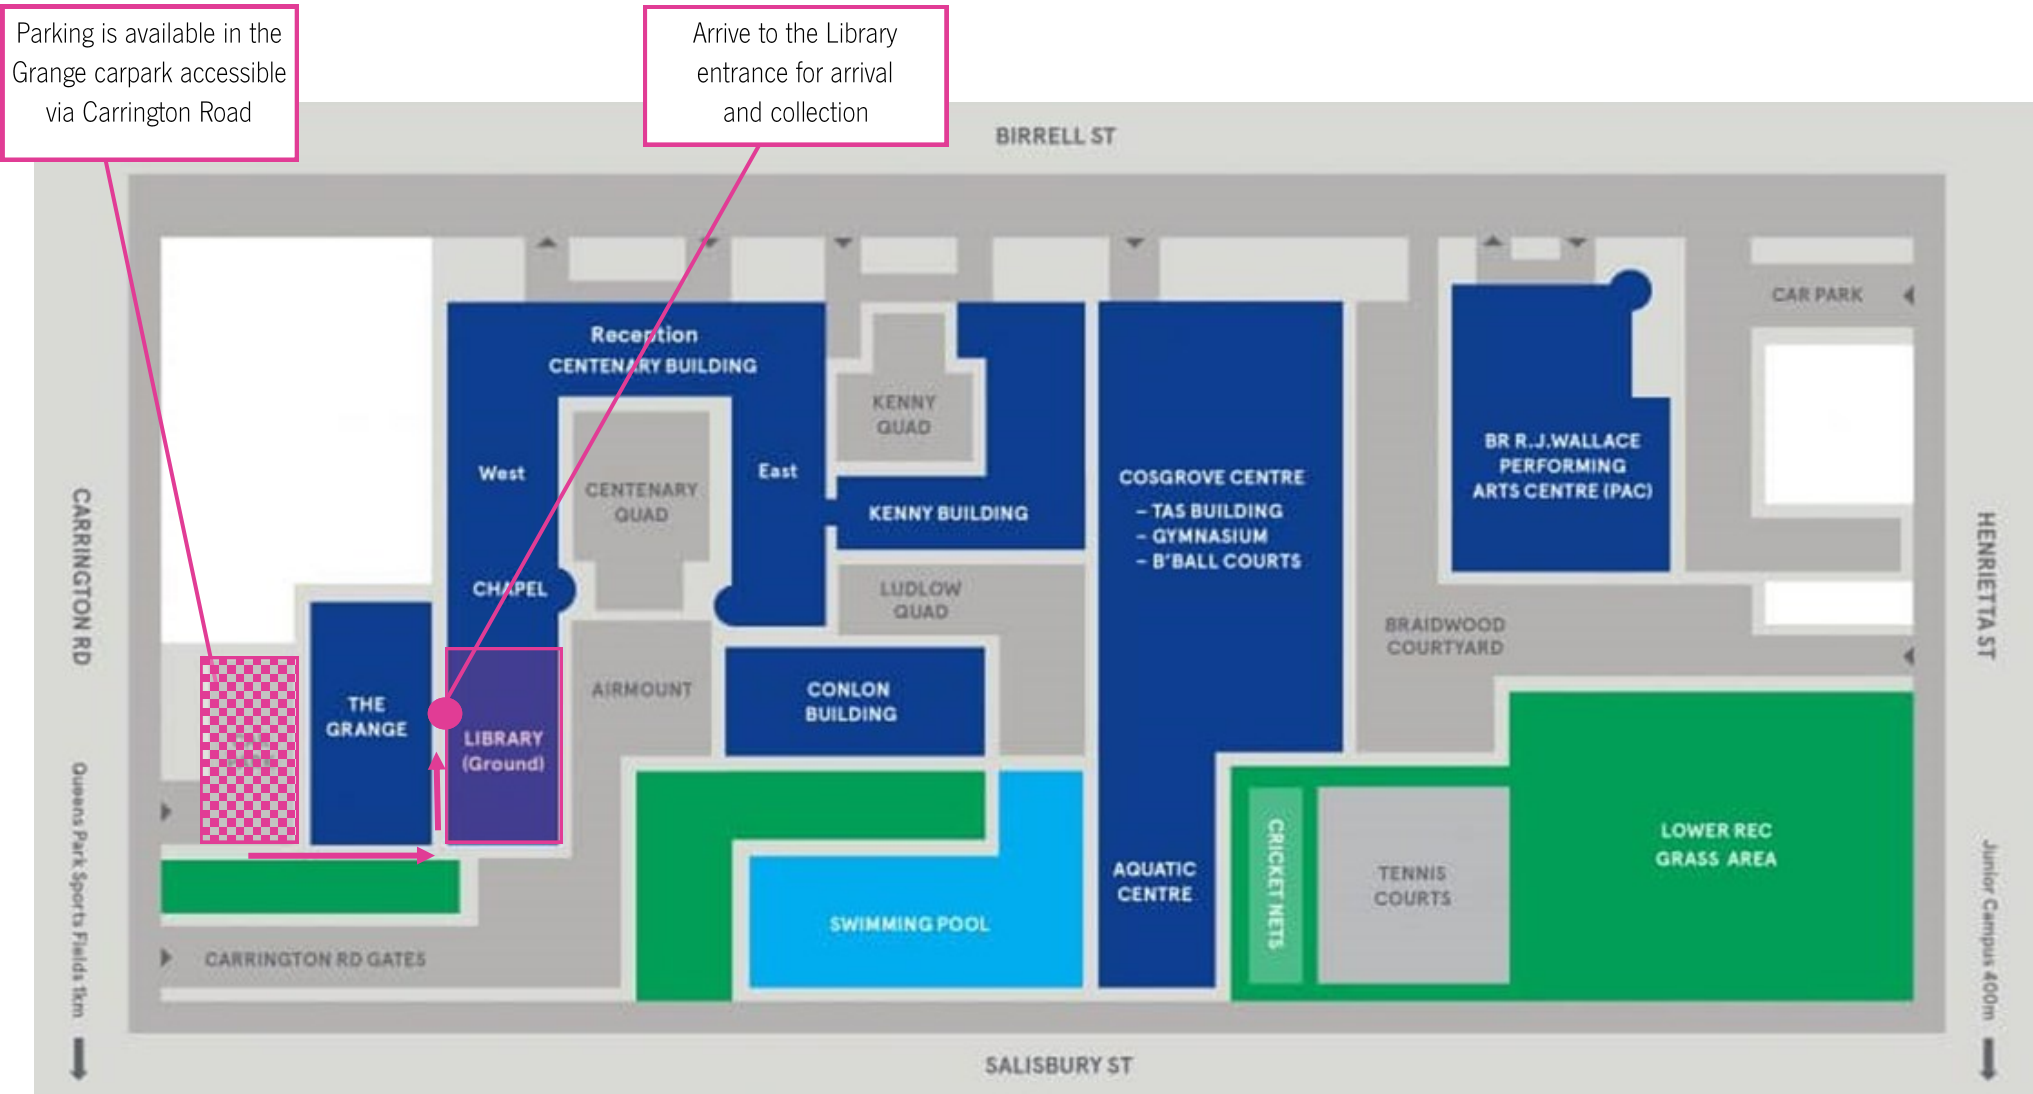 Parking is available in the
Grange carpark accessible
via Carrington Road
Arrive to the Library
entrance for arrival
and collection
BIRRELL ST
CAR PARK
Reception
CENTENARY BUILDING
KENNY
QUAD
West
East
CENTENARY
QUAD
KENNY BUILDING
COSGROVE CENTRE
– TAS BUILDING
– GYMNASIUM
– B'BALL COURTS
BR R.J.WALLACE
PERFORMING
ARTS CENTRE (PAC)
CARRINGTON RD
HENRIETTA ST
CHAPEL
LUDLOW
QUAD
BRAIDWOOD
COURTYARD
THE
GRANGE
LIBRARY
(Ground)
AIRMOUNT
CONLON
BUILDING
AQUATIC
CENTRE
CRICKET NETS
TENNIS
COURTS
LOWER REC
GRASS AREA
SWIMMING POOL
CARRINGTON RD GATES
Queens Park Sports Fields 1km
Junior Campus 400m
SALISBURY ST